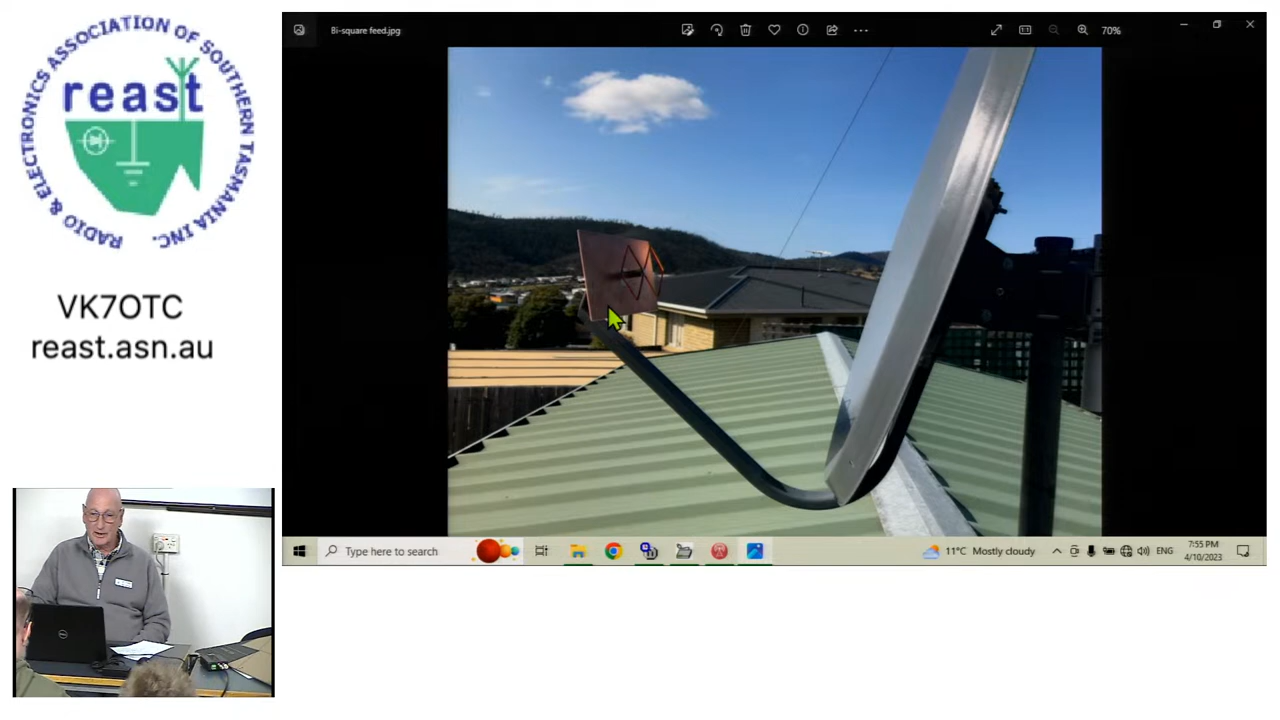 RADIO & ELECTRONICS ASSOCIATION OF SOUTHERN TASMANIA INC.
reast
VK7OTC
reast.asn.au
Bi-square feed.jpg
70%
Type here to search
11°C Mostly cloudy
ENG
7:55 PM
4/10/2023